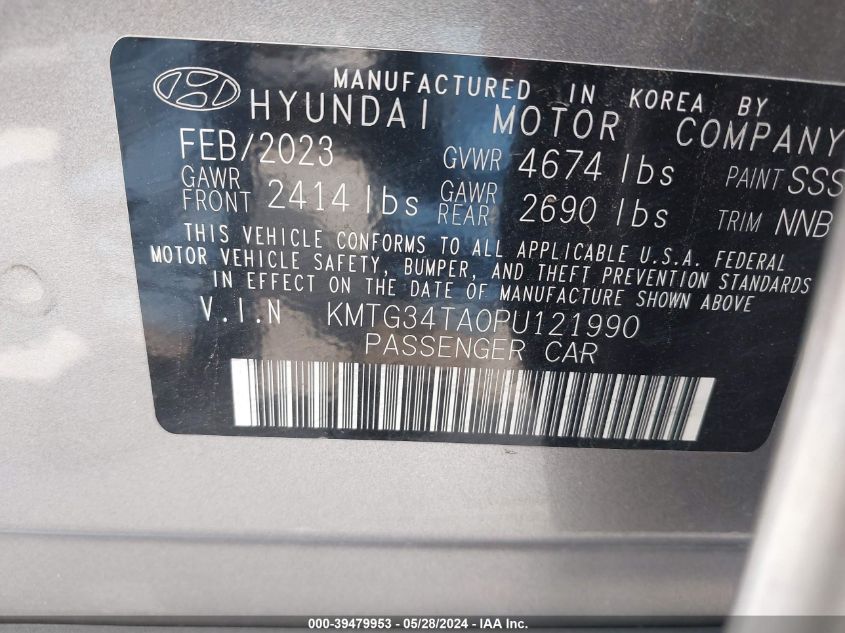 MANUFACTURED IN KOREA BY
HYUNDAI MOTOR COMPANY
FEB/2023 GVWR 4674 lbs PAINT SSS
GAWR FRONT 2414 lbs GAWR REAR 2690 lbs TRIM NNB
THIS VEHICLE CONFORMS TO ALL APPLICABLE U.S.A. FEDERAL
MOTOR VEHICLE SAFETY, BUMPER, AND THEFT PREVENTION STANDARDS
IN EFFECT ON THE DATE OF MANUFACTURE SHOWN ABOVE
V.I.N KMTG34TA0PU121990
PASSENGER CAR
000-39479953 - 05/28/2024 - IAA Inc.